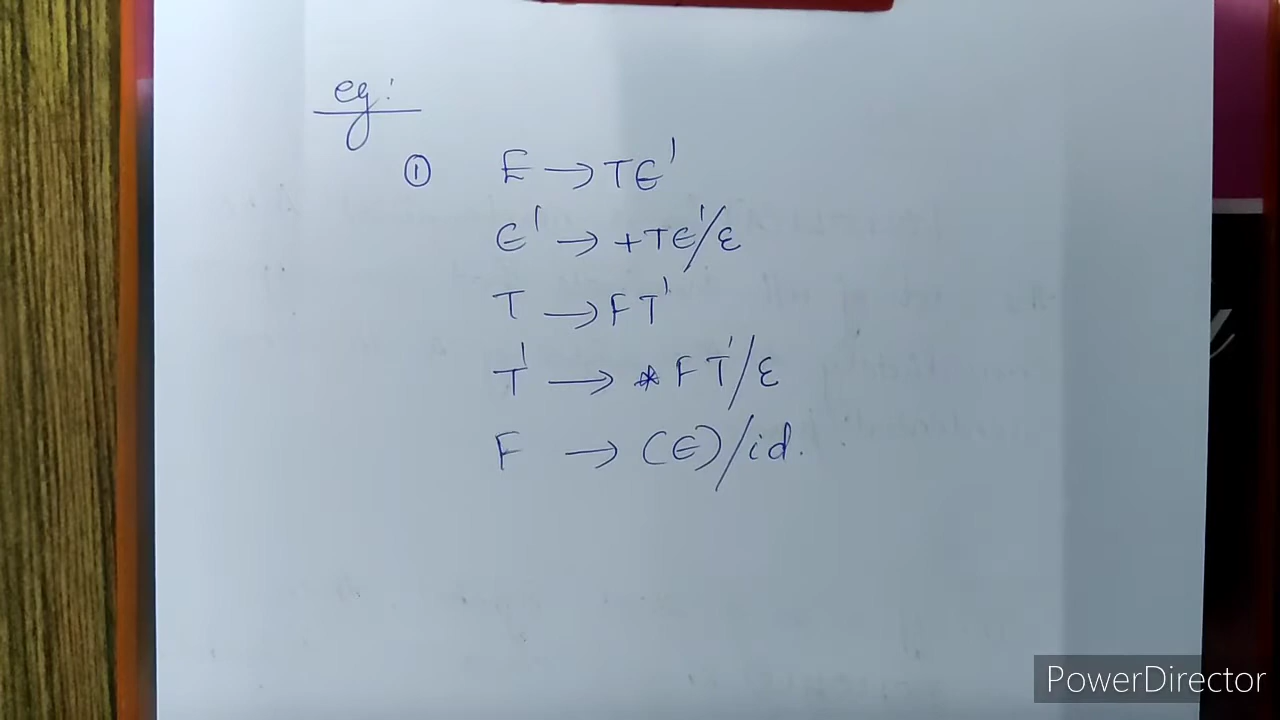 eg:
① E → TE'
E' → +TE'/ε
T → FT'
T' → *FT'/ε
F → (E)/id.
PowerDirector